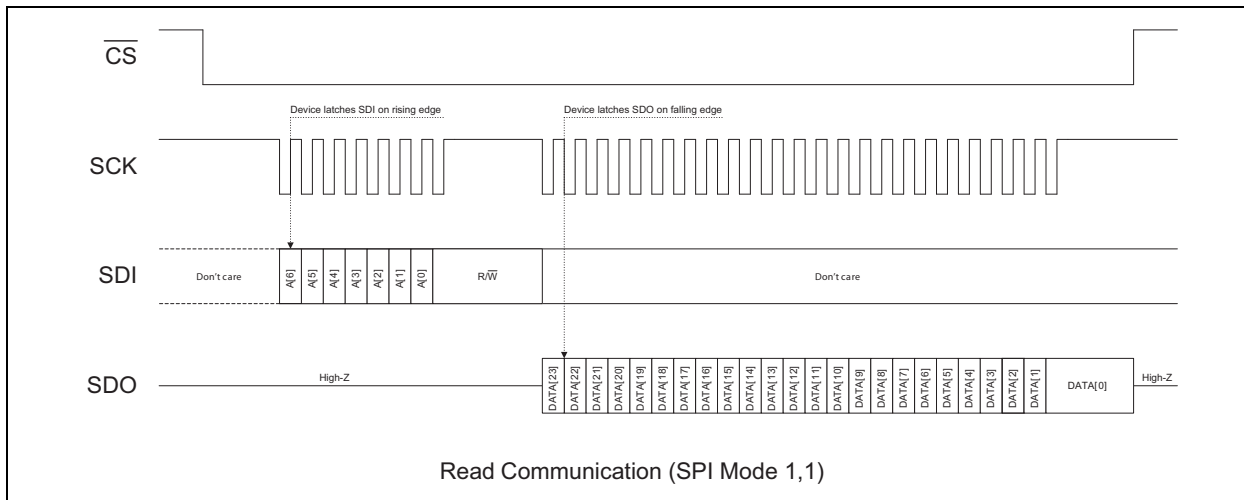 CS
Device latches SDI on rising edge Device latches SDO on falling edge
SCK
SDI Don't care A[6] A[5] A[4] A[3] A[2] A[1] A[0] R/W Don't care
SDO High-Z DATA[23] DATA[22] DATA[21] DATA[20] DATA[19] DATA[18] DATA[17] DATA[16] DATA[15] DATA[14] DATA[13] DATA[12] DATA[11] DATA[10] DATA[9] DATA[8] DATA[7] DATA[6] DATA[5] DATA[4] DATA[3] DATA[2] DATA[1] DATA[0] High-Z
Read Communication (SPI Mode 1,1)